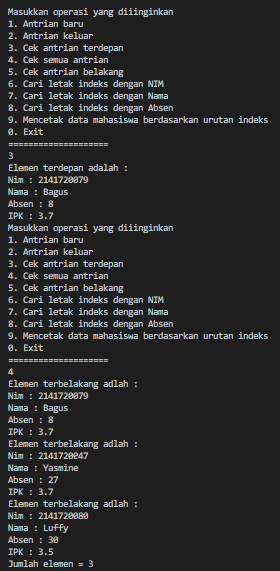 Masukkan operasi yang diiinginkan
1. Antrian baru
2. Antrian keluar
3. Cek antrian terdepan
4. Cek semua antrian
5. Cek antrian belakang
6. Cari letak indeks dengan NIM
7. Cari letak indeks dengan Nama
8. Cari letak indeks dengan Absen
9. Mencetak data mahasiswa berdasarkan urutan indeks
0. Exit
====================
3
Elemen terdepan adalah :
Nim : 2141720079
Nama : Bagus
Absen : 8
IPK : 3.7
Masukkan operasi yang diiinginkan
1. Antrian baru
2. Antrian keluar
3. Cek antrian terdepan
4. Cek semua antrian
5. Cek antrian belakang
6. Cari letak indeks dengan NIM
7. Cari letak indeks dengan Nama
8. Cari letak indeks dengan Absen
9. Mencetak data mahasiswa berdasarkan urutan indeks
0. Exit
====================
4
Elemen terbelakang adlah :
Nim : 2141720079
Nama : Bagus
Absen : 8
IPK : 3.7
Elemen terbelakang adlah :
Nim : 2141720047
Nama : Yasmine
Absen : 27
IPK : 3.7
Elemen terbelakang adlah :
Nim : 2141720080
Nama : Luffy
Absen : 30
IPK : 3.5
Jumlah elemen = 3